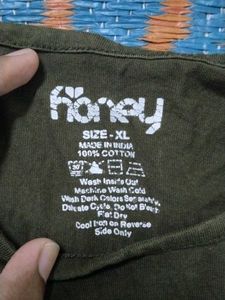 Honey
SIZE - XL
MADE IN INDIA
100% COTTON
30°
Wash Inside Out
Machine Wash Cold
Wash Dark Colors Separately
Delicate Cycle, Do Not Bleach
Flat Dry
Cool Iron on Reverse
Side Only